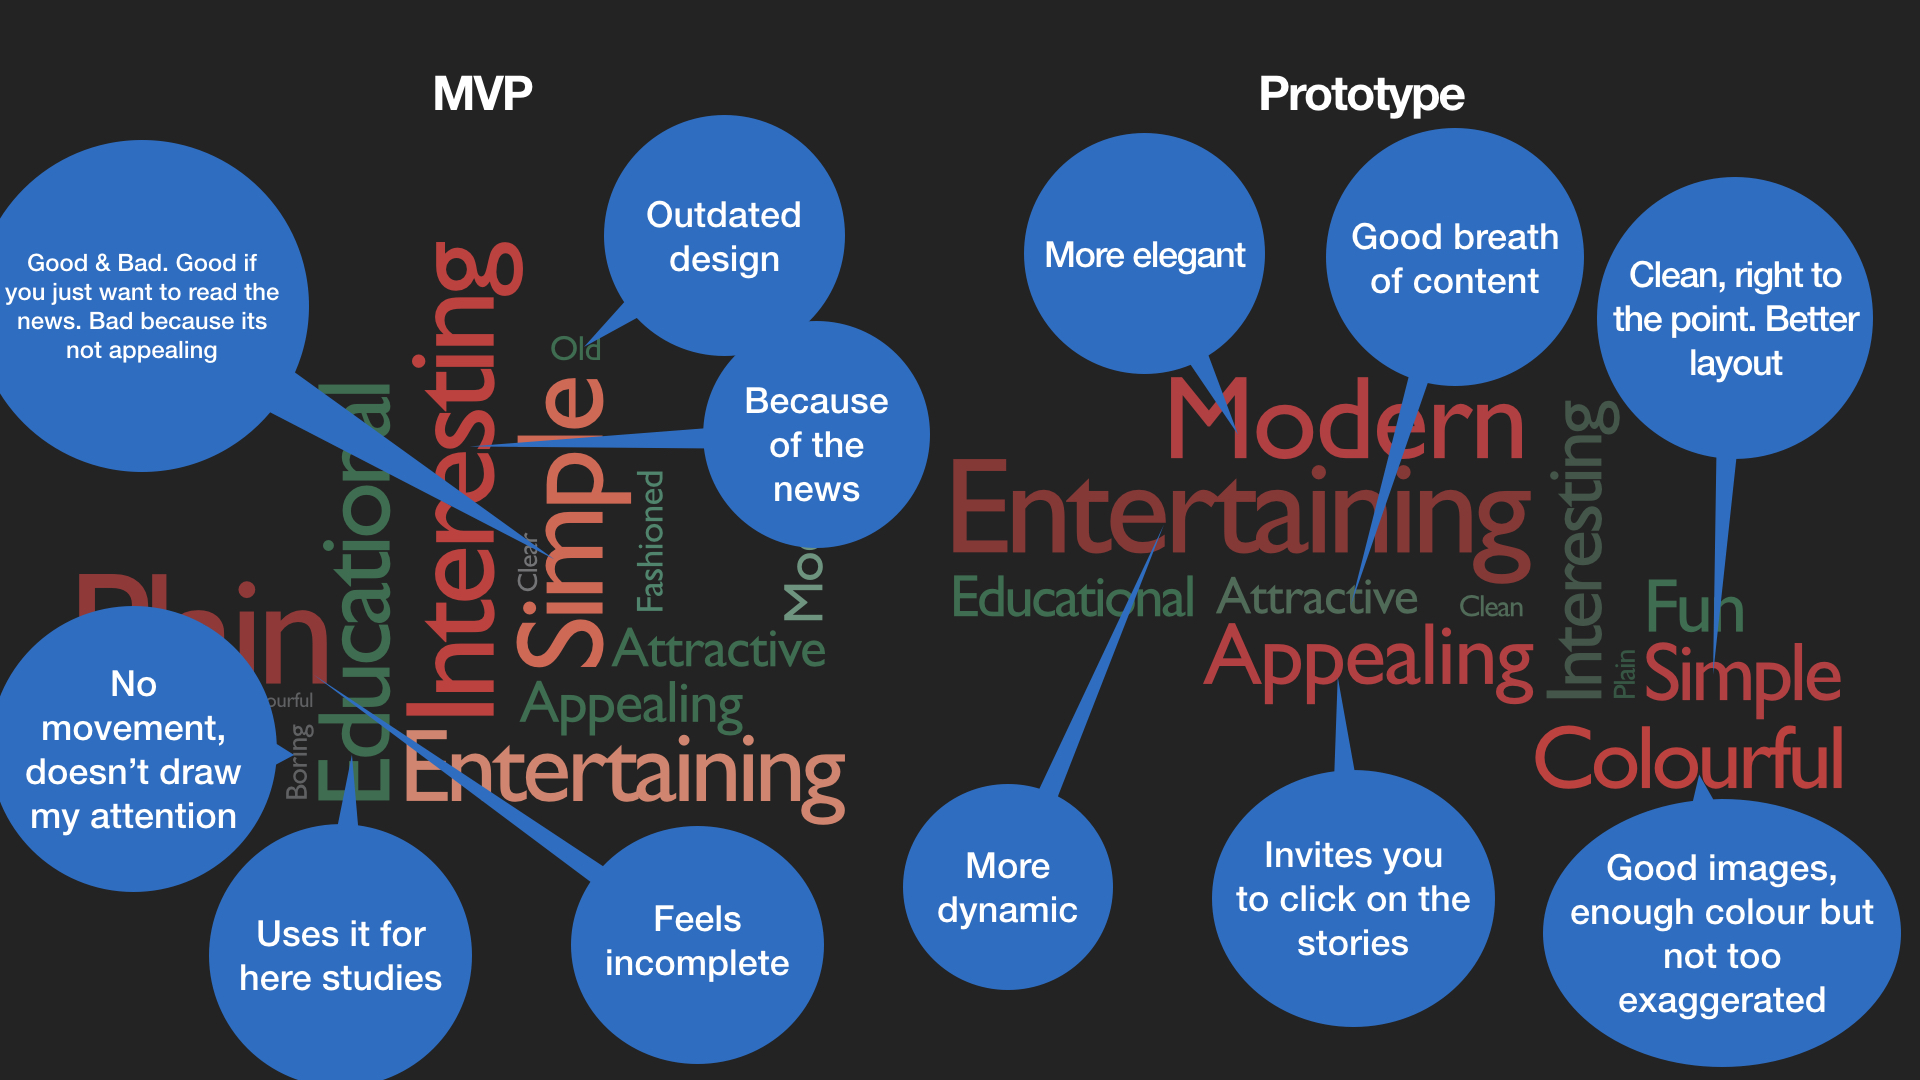 MVP
Prototype
Good & Bad. Good if
you just want to read the
news. Bad because its
not appealing
Outdated
design
Because
of the
news
No
movement,
doesn't draw
my attention
Uses it for
here studies
Feels
incomplete
Educational
Interesting
Simple
Old
Clear
Fashioned
Attractive
Appealing
Entertaining
Boring
More elegant
Good breath
of content
Clean, right to
the point. Better
layout
Modern
Entertaining
Educational
Attractive
Clean
Appealing
Interesting
Plain
Fun
Simple
Colourful
More
dynamic
Invites you
to click on the
stories
Good images,
enough colour but
not too
exaggerated